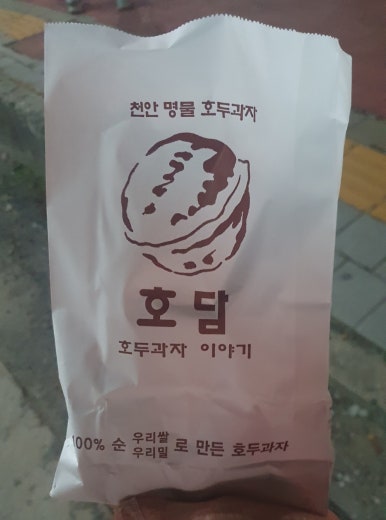 천안 명물 호두과자
호담
호두과자 이야기
100% 순 우리쌀 로 만든 호두과자
우리밀